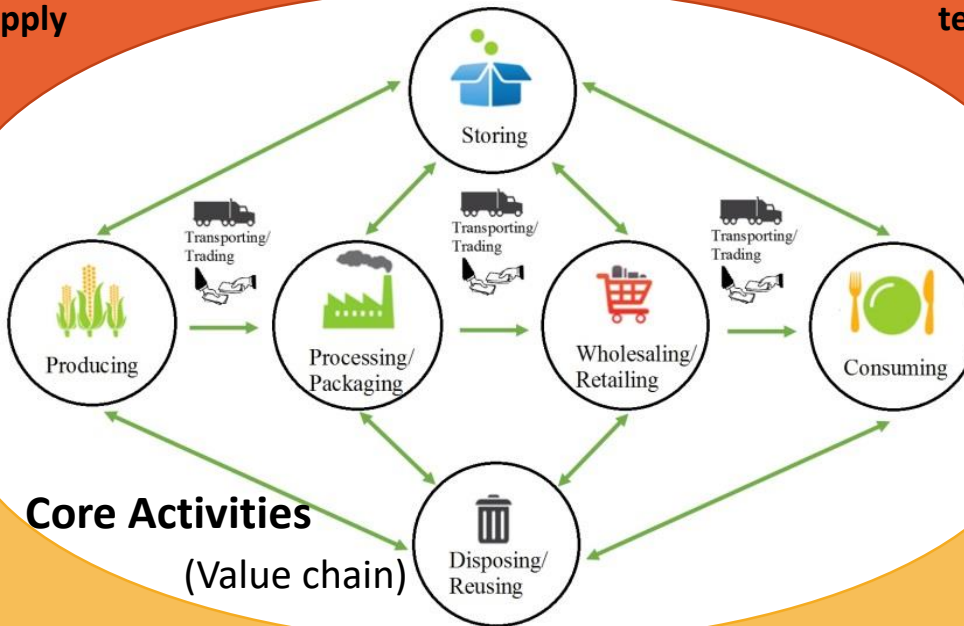 pply
te
Storing
Transporting/
Trading
Transporting/
Trading
Transporting/
Trading
Producing
Processing/
Packaging
Wholesaling/
Retailing
Consuming
Core Activities
(Value chain)
Disposing/
Reusing